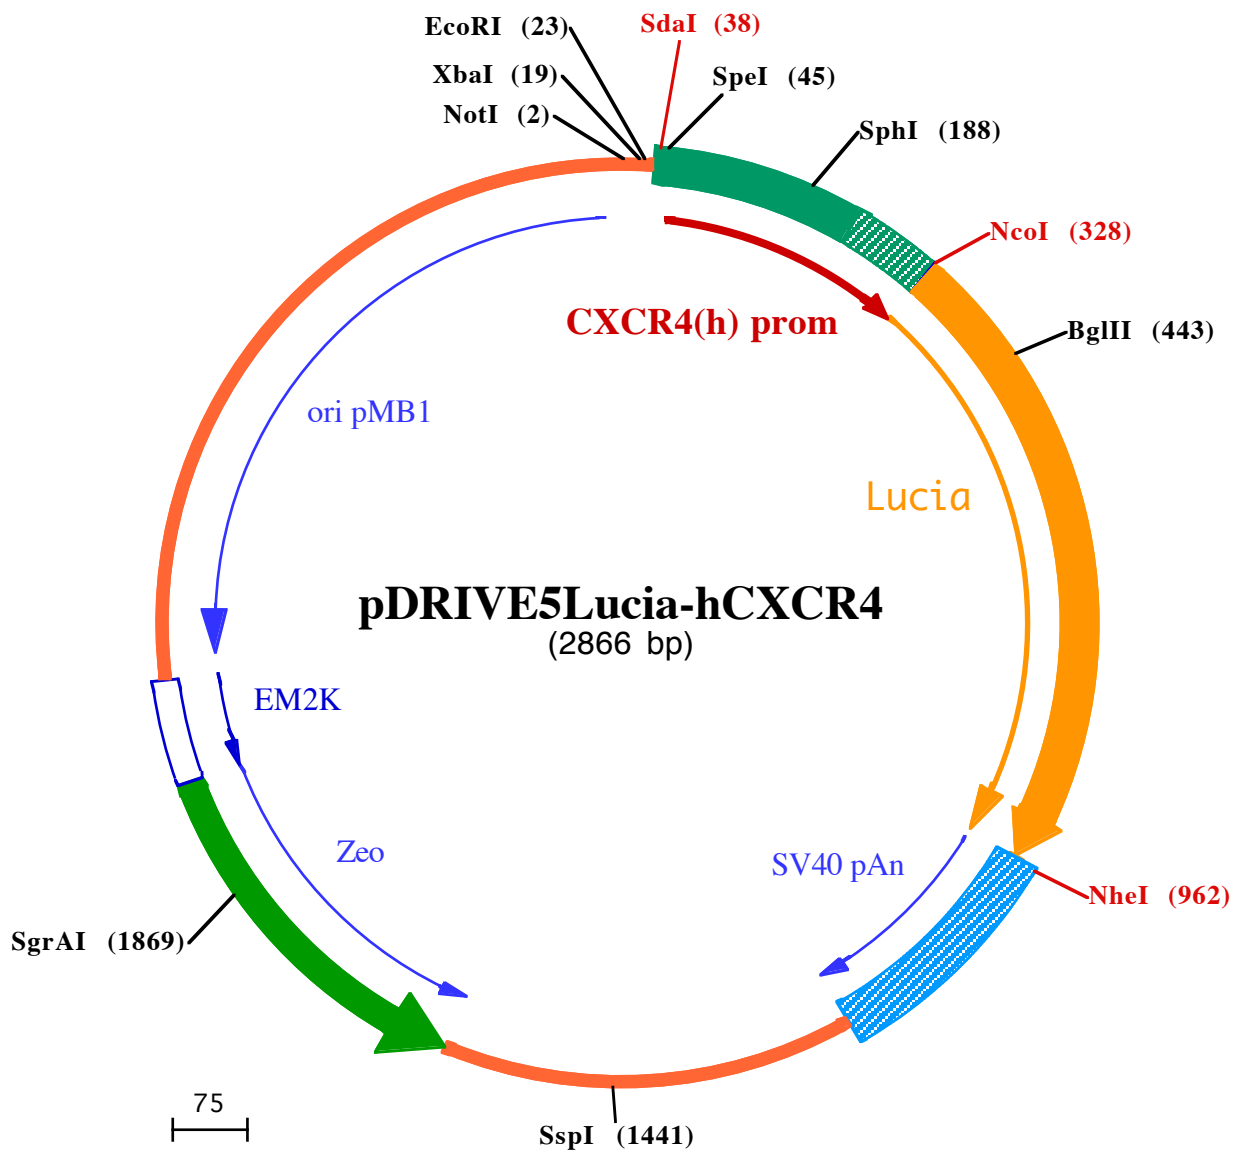 EcoRI (23)
SdaI (38)
XbaI (19)
SpeI (45)
NotI (2)
SphI (188)
NcoI (328)
CXCR4(h) prom
BglII (443)
ori pMB1
Lucia
pDRIVE5Lucia-hCXCR4
(2866 bp)
EM2K
Zeo
SV40 pAn
NheI (962)
SgrAI (1869)
75
SspI (1441)